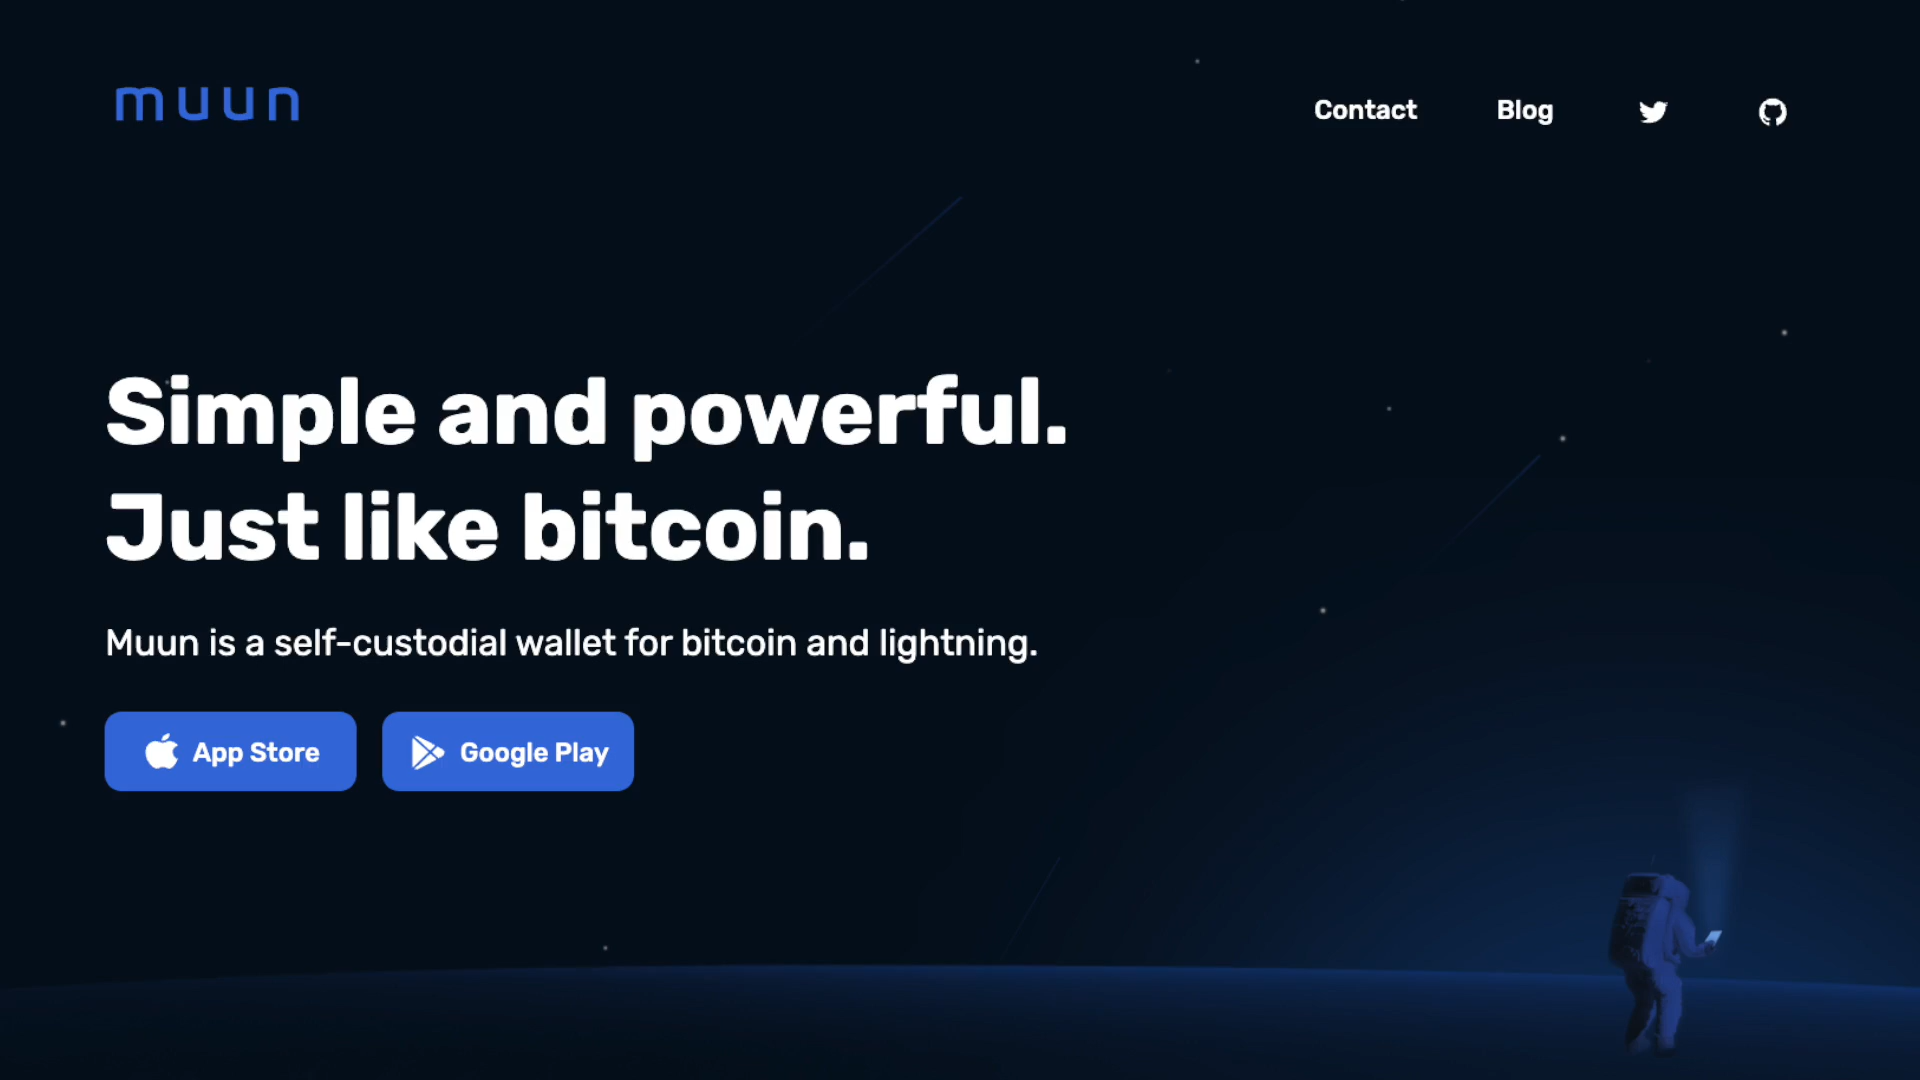 muun
Contact
Blog
Simple and powerful.
Just like bitcoin.
Muun is a self-custodial wallet for bitcoin and lightning.
App Store
Google Play